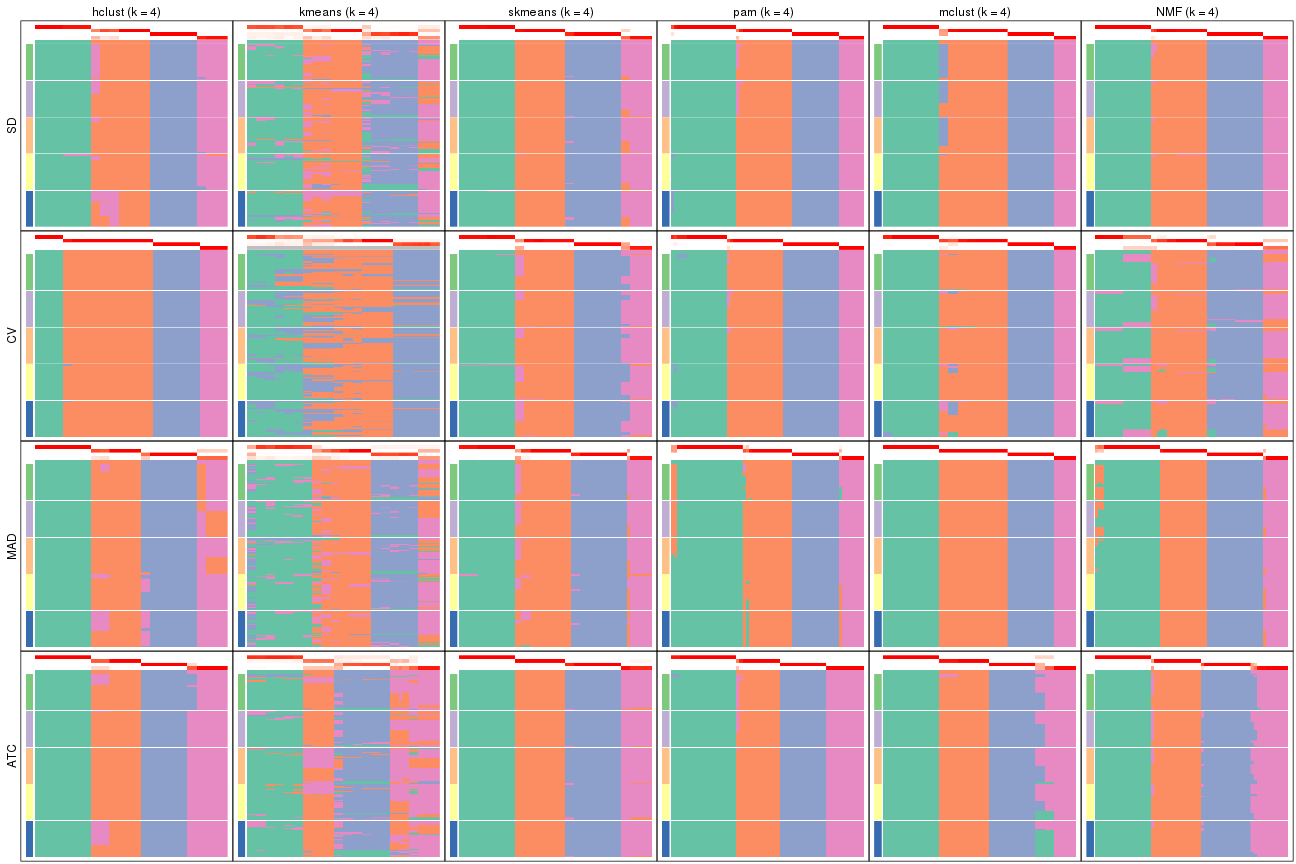 hclust (k = 4) kmeans (k = 4) skmeans (k = 4) pam (k = 4) mclust (k = 4) NMF (k = 4)
SD
CV
MAD
ATC